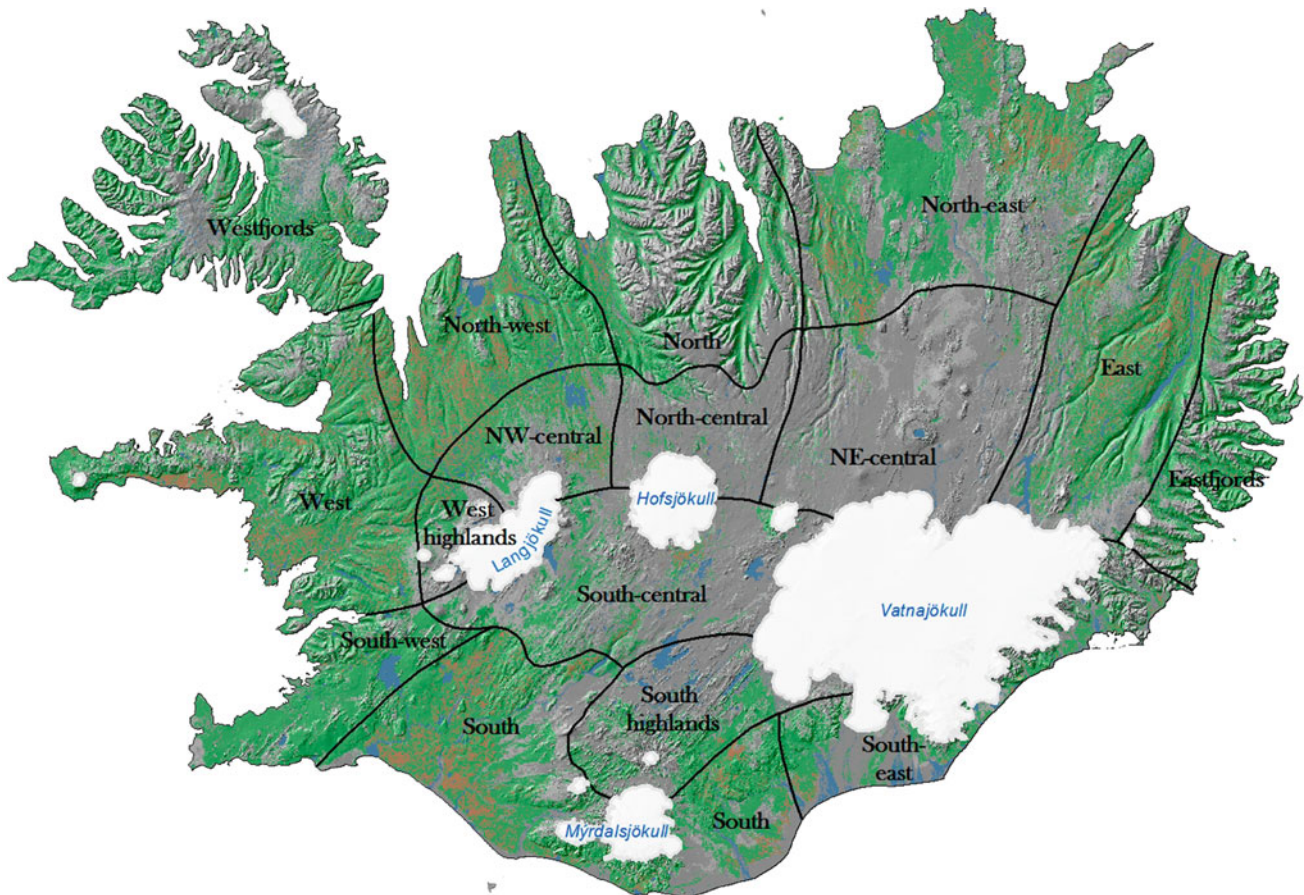 North-east
Westfjords
North-west
North
East
North-central
NW-central
NE-central
Eastfjords
West
West
highlands
Langjökull
Hofsjökull
South-central
Vatnajökull
South-west
South
highlands
South
South-
east
South
Mýrdalsjökull